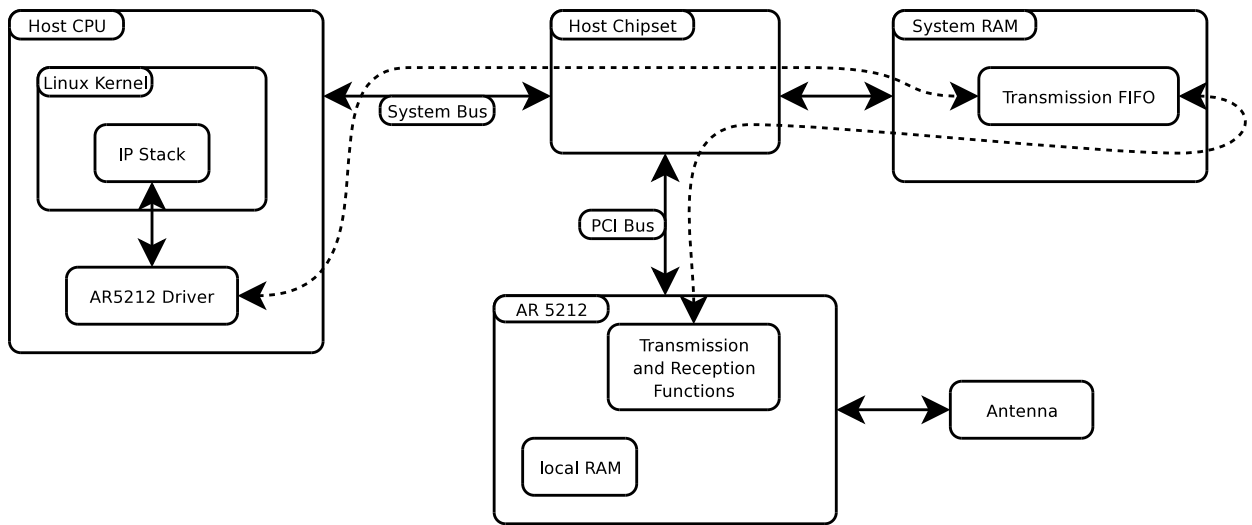 Host CPU
Host Chipset
System RAM
Linux Kernel
Transmission FIFO
System Bus
IP Stack
PCI Bus
AR5212 Driver
AR 5212
Transmission
and Reception
Functions
Antenna
local RAM